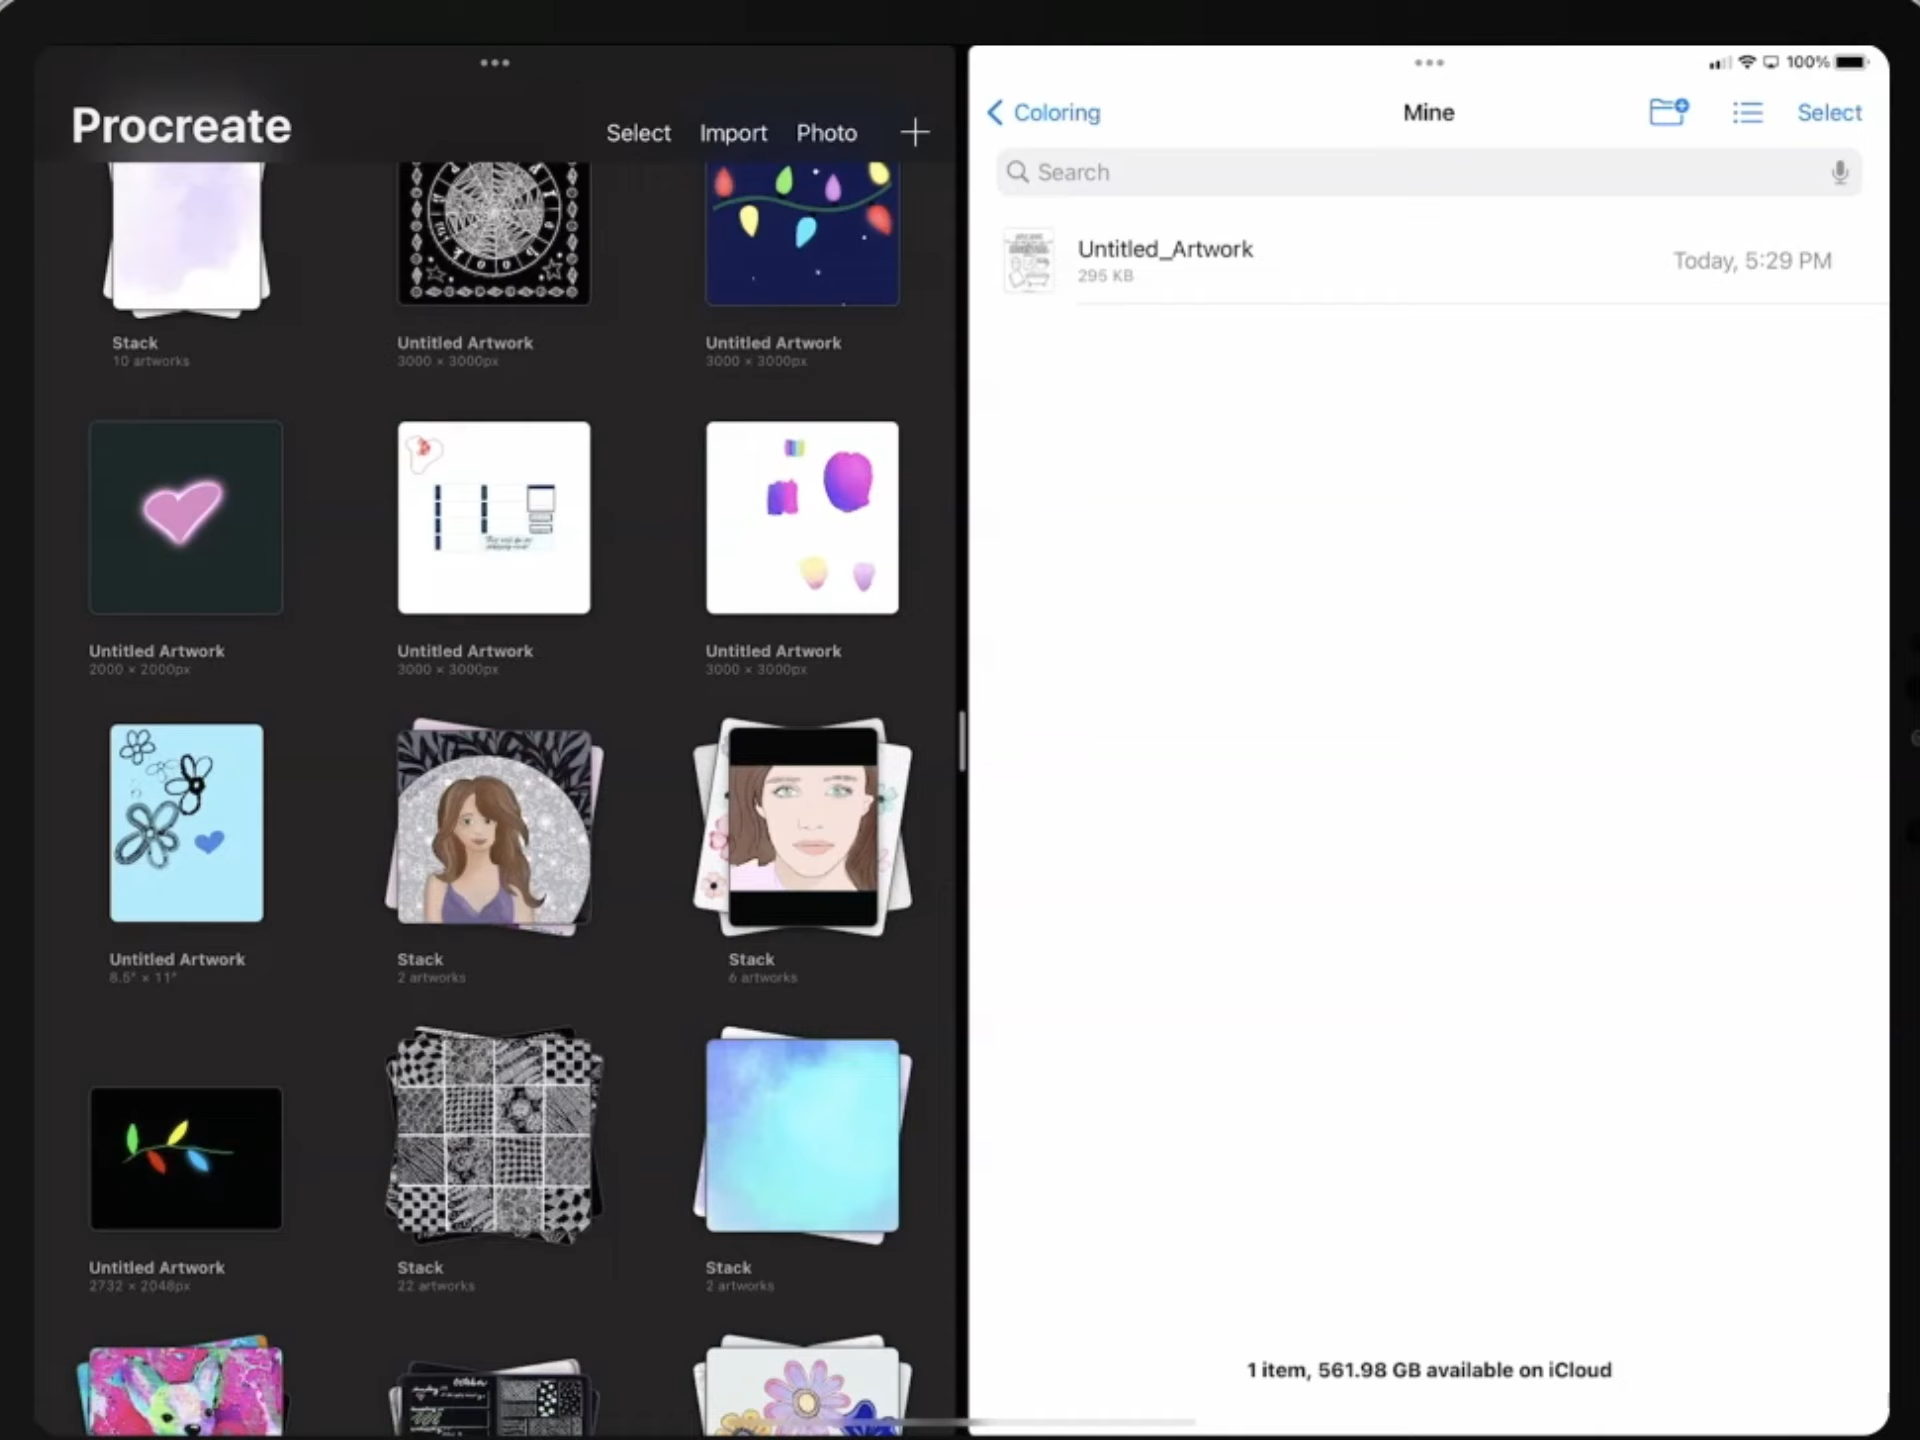 Procreate
Select Import Photo
Stack
10 artworks
Untitled Artwork
3000 × 3000px
Untitled Artwork
3000 × 3000px
Untitled Artwork
2000 × 2000px
Untitled Artwork
3000 × 3000px
Untitled Artwork
3000 × 3000px
Untitled Artwork
8.5" × 11"
Stack
2 artworks
Stack
6 artworks
Untitled Artwork
2732 × 2048px
Stack
22 artworks
Stack
2 artworks
100%
Coloring
Mine
Select
Search
Untitled_Artwork
295 KB
Today, 5:29 PM
1 item, 561.98 GB available on iCloud